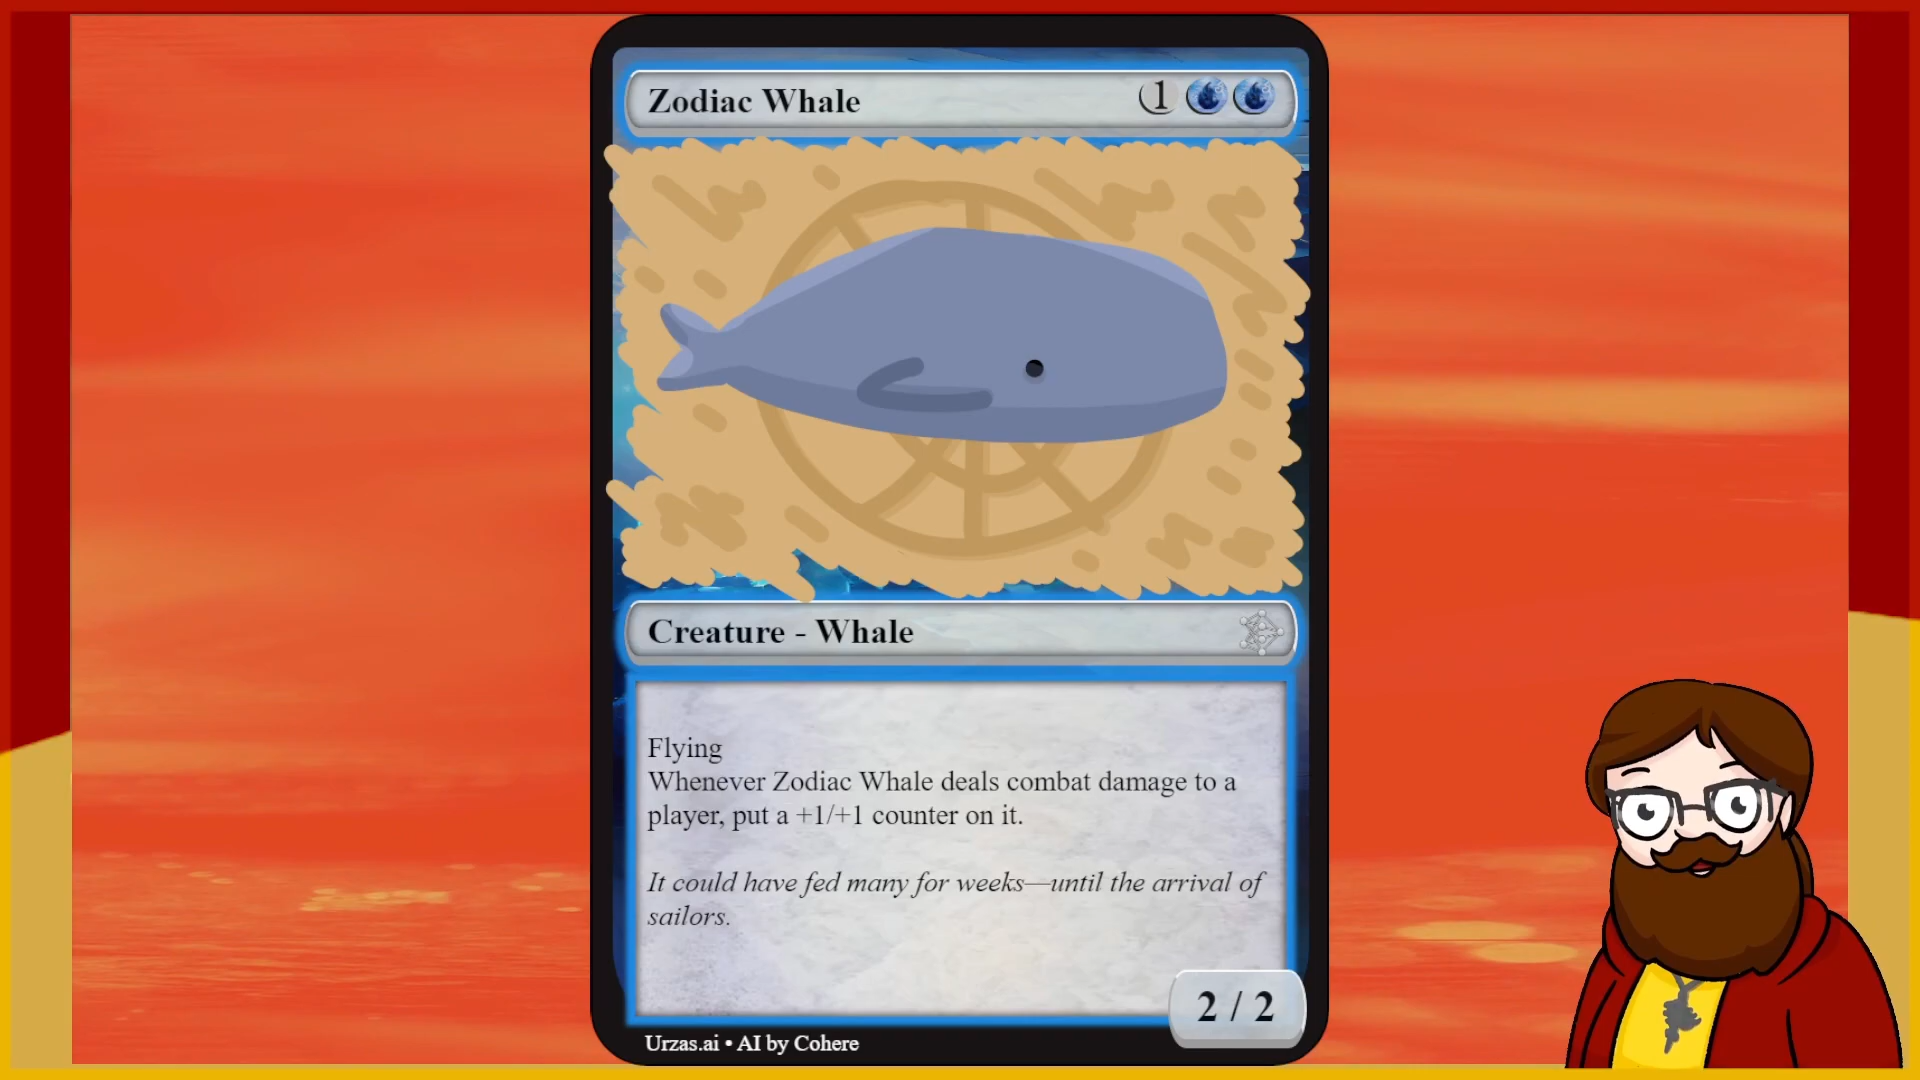 Zodiac Whale 1
Creature - Whale
Flying
Whenever Zodiac Whale deals combat damage to a
player, put a +1/+1 counter on it.
It could have fed many for weeks—until the arrival of
sailors.
2 / 2
Urzas.ai • AI by Cohere